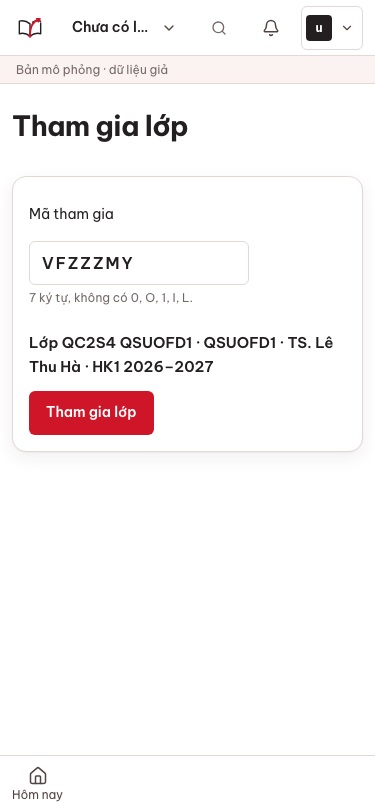 Chưa có l...
u
Bản mô phỏng · dữ liệu giả
Tham gia lớp
Mã tham gia
VFZZZMY
7 ký tự, không có 0, O, 1, I, L.
Lớp QC2S4 QSUOFD1 · QSUOFD1 · TS. Lê
Thu Hà · HK1 2026–2027
Tham gia lớp
Hôm nay